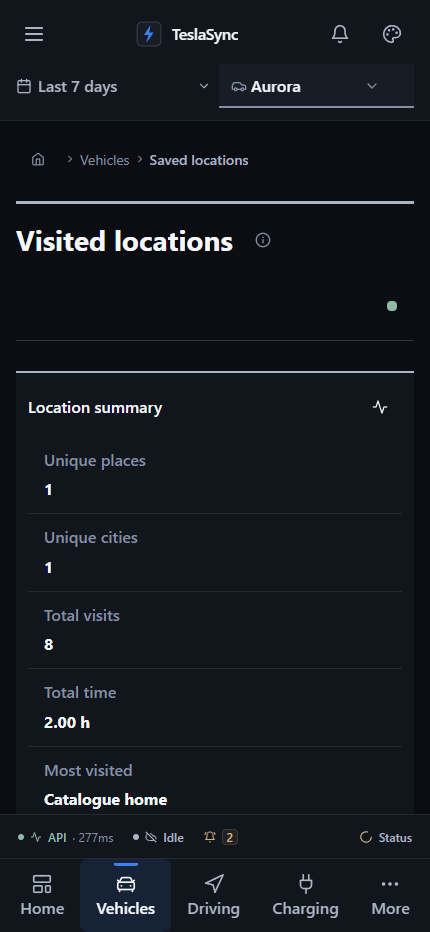 TeslaSync
Last 7 days
Aurora
Vehicles
Saved locations
Visited locations
Location summary
Unique places
1
Unique cities
1
Total visits
8
Total time
2.00 h
Most visited
Catalogue home
API · 277ms
Idle
2
Status
Home
Vehicles
Driving
Charging
More